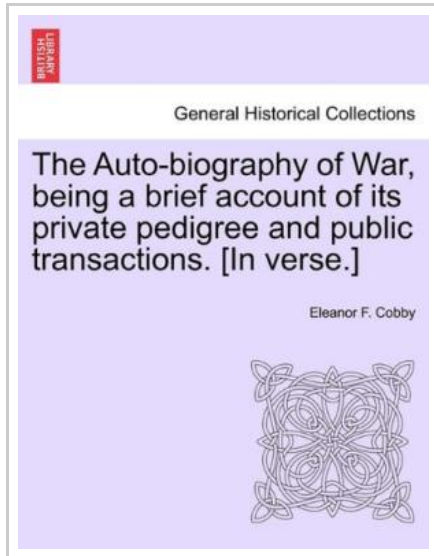 BRITISH
LIBRARY
General Historical Collections
The Auto-biography of War,
being a brief account of its
private pedigree and public
transactions. [In verse.]
Eleanor F. Cobby